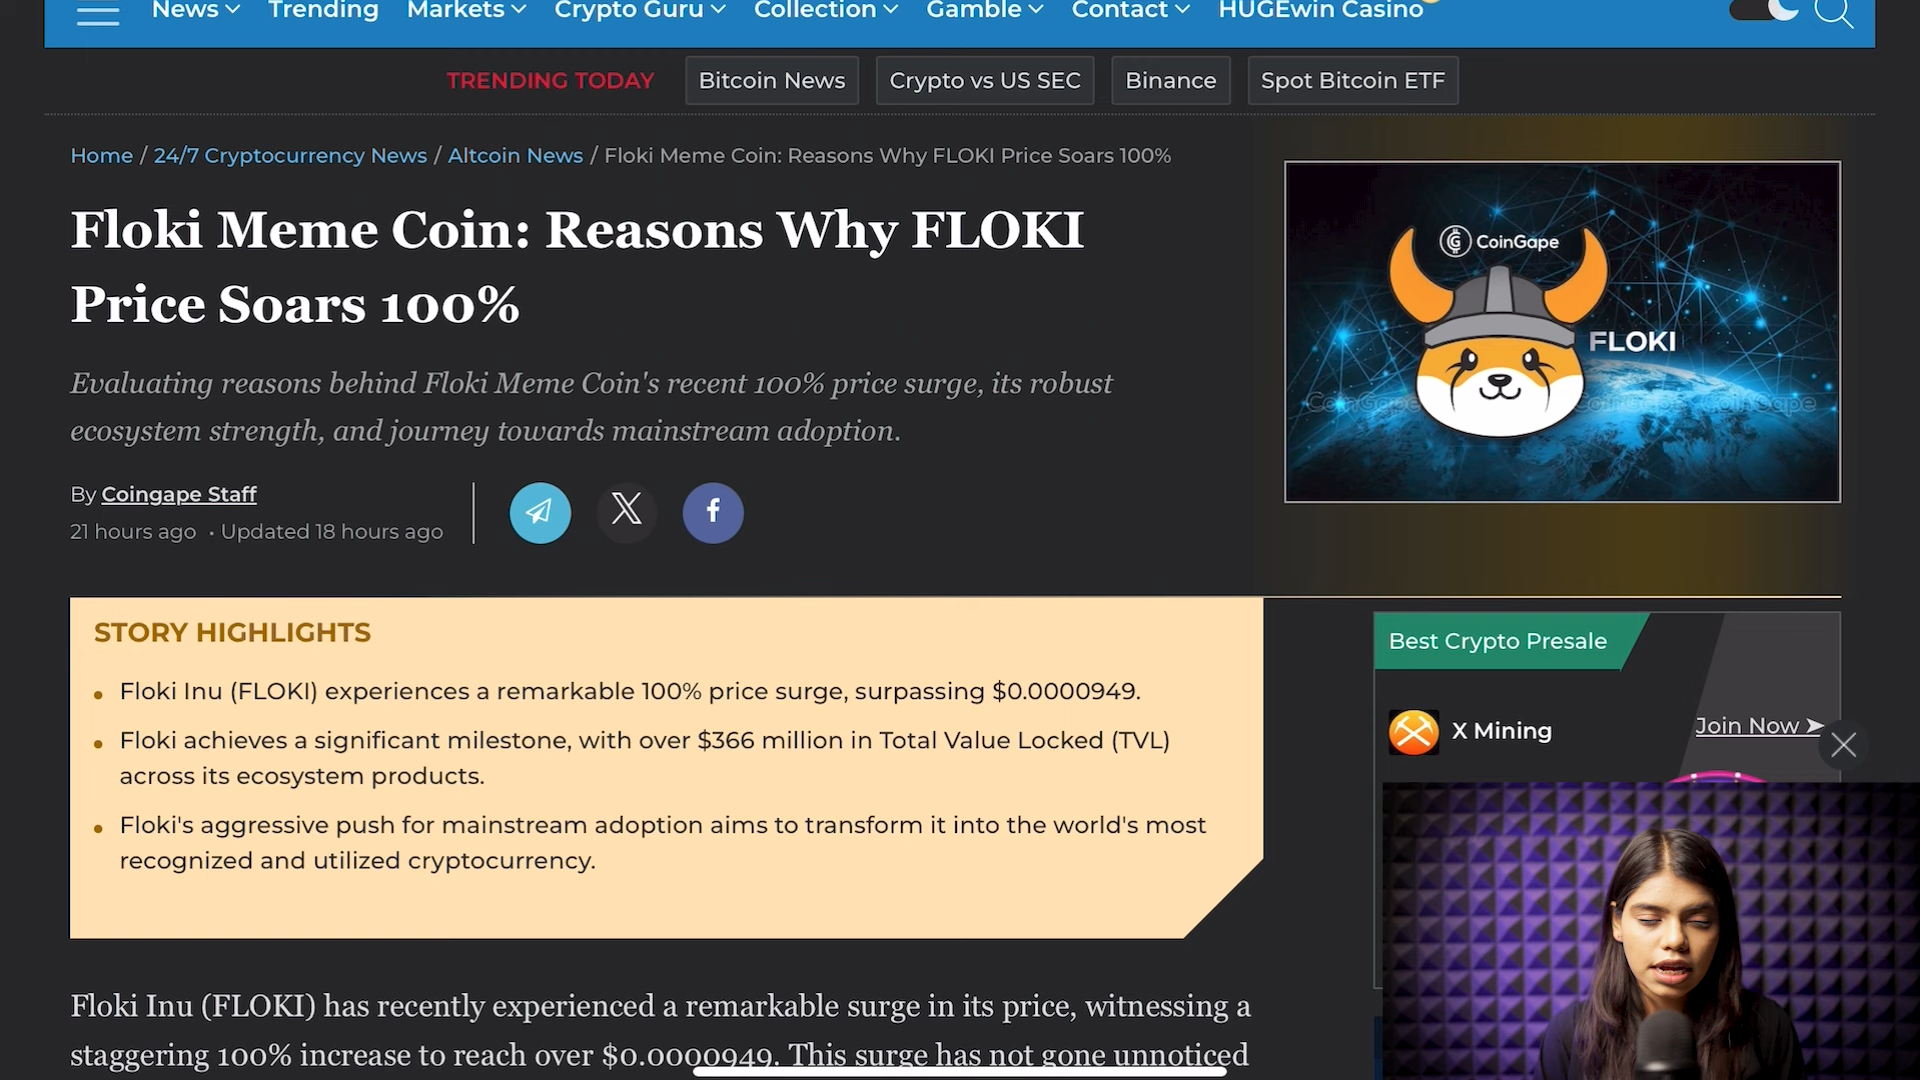 News
Trending
Markets
Crypto Guru
Collection
Gamble
Contact
HUGEwin Casino
TRENDING TODAY
Bitcoin News
Crypto vs US SEC
Binance
Spot Bitcoin ETF
Home / 24/7 Cryptocurrency News / Altcoin News / Floki Meme Coin: Reasons Why FLOKI Price Soars 100%
Floki Meme Coin: Reasons Why FLOKI
Price Soars 100%
Evaluating reasons behind Floki Meme Coin's recent 100% price surge, its robust
ecosystem strength, and journey towards mainstream adoption.
By Coingape Staff
21 hours ago • Updated 18 hours ago
CoinGape
FLOKI
STORY HIGHLIGHTS
• Floki Inu (FLOKI) experiences a remarkable 100% price surge, surpassing $0.0000949.
• Floki achieves a significant milestone, with over $366 million in Total Value Locked (TVL)
across its ecosystem products.
• Floki's aggressive push for mainstream adoption aims to transform it into the world's most
recognized and utilized cryptocurrency.
Best Crypto Presale
X Mining
Join Now
Floki Inu (FLOKI) has recently experienced a remarkable surge in its price, witnessing a
staggering 100% increase to reach over $0.0000949. This surge has not gone unnoticed